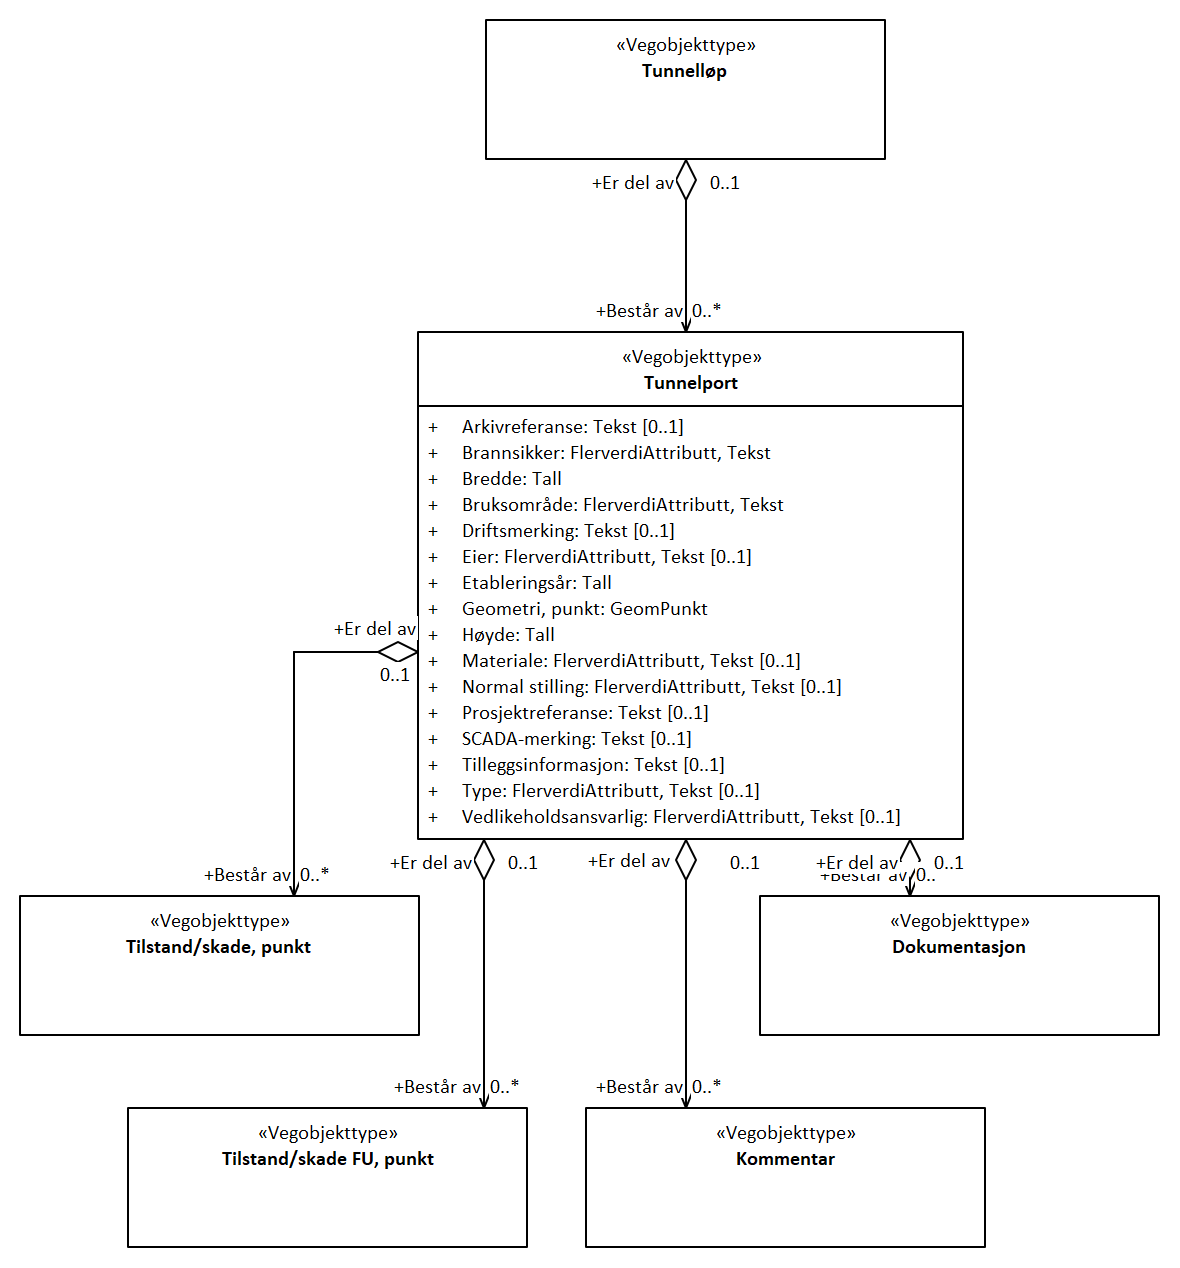 «Vegobjekttype»
Tunnelløp
+Er del av 0..1
+Består av 0..*
«Vegobjekttype»
Tunnelport
+ Arkivreferanse: Tekst [0..1]
+ Brannsikker: FlerverdiAttributt, Tekst
+ Bredde: Tall
+ Bruksområde: FlerverdiAttributt, Tekst
+ Driftsmerking: Tekst [0..1]
+ Eier: FlerverdiAttributt, Tekst [0..1]
+ Etableringsår: Tall
+ Geometri, punkt: GeomPunkt
+ Høyde: Tall
+ Materiale: FlerverdiAttributt, Tekst [0..1]
+ Normal stilling: FlerverdiAttributt, Tekst [0..1]
+ Prosjektreferanse: Tekst [0..1]
+ SCADA-merking: Tekst [0..1]
+ Tilleggsinformasjon: Tekst [0..1]
+ Type: FlerverdiAttributt, Tekst [0..1]
+ Vedlikeholdsansvarlig: FlerverdiAttributt, Tekst [0..1]
+Er del av
0..1
+Består av 0..*
«Vegobjekttype»
Tilstand/skade, punkt
+Er del av 0..1
+Består av 0..*
«Vegobjekttype»
Tilstand/skade FU, punkt
+Er del av 0..1
+Består av 0..*
«Vegobjekttype»
Kommentar
+Er del av 0..1
+Består av 0..
«Vegobjekttype»
Dokumentasjon